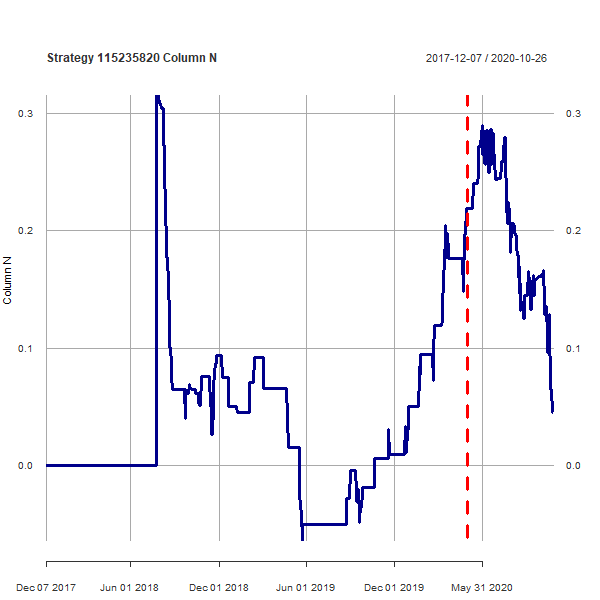 Strategy 115235820 Column N
2017-12-07 / 2020-10-26
0.3
0.3
0.2
0.2
Column N
0.1
0.1
0.0
0.0
Dec 07 2017
Jun 01 2018
Dec 01 2018
Jun 01 2019
Dec 01 2019
May 31 2020